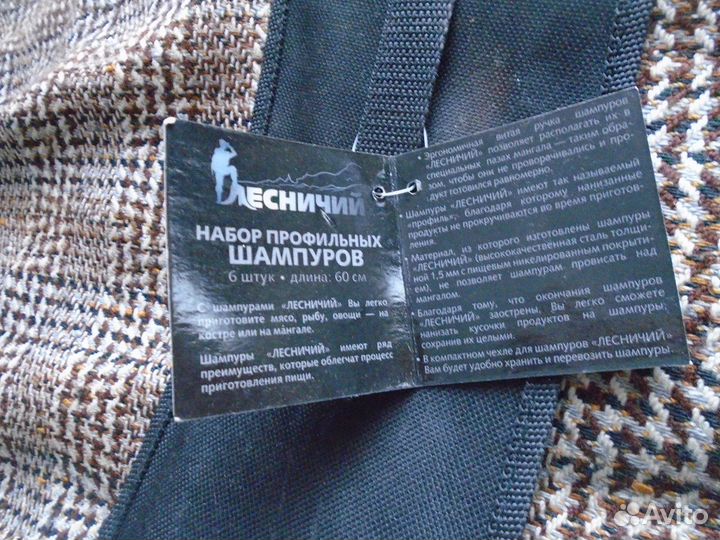 ЛЕСНИЧИЙ
НАБОР ПРОФИЛЬНЫХ
ШАМПУРОВ
6 штук • длина: 60 см
С шампурами «ЛЕСНИЧИЙ» Вы легко
приготовите мясо, рыбу, овощи — на
костре или на мангале.
Шампуры «ЛЕСНИЧИЙ» имеют ряд
преимуществ, которые облегчат процесс
приготовления пищи.
• Эргономичная витая ручка шампуров
«ЛЕСНИЧИЙ» позволяет располагать их в
специальных пазах мангала — таким обра-
зом, чтобы они не проворачивались и про-
дукт готовился равномерно.
• Шампуры «ЛЕСНИЧИЙ» имеют так называемый
«профиль», благодаря которому нанизанные
продукты не прокручиваются во время приготов-
ления.
• Материал, из которого изготовлены шампуры
«ЛЕСНИЧИЙ» (высококачественная сталь толщи-
ной 1.5 мм с пищевым никелированным покрыти-
ем), не позволяет шампурам провисать над
мангалом.
• Благодаря тому, что окончания шампуров
«ЛЕСНИЧИЙ» заострены, Вы легко сможете
нанизать кусочки продуктов на шампуры,
сохранив их целыми.
• В компактном чехле для шампуров «ЛЕСНИЧИЙ»
Вам будет удобно хранить и перевозить шампуры.
Avito